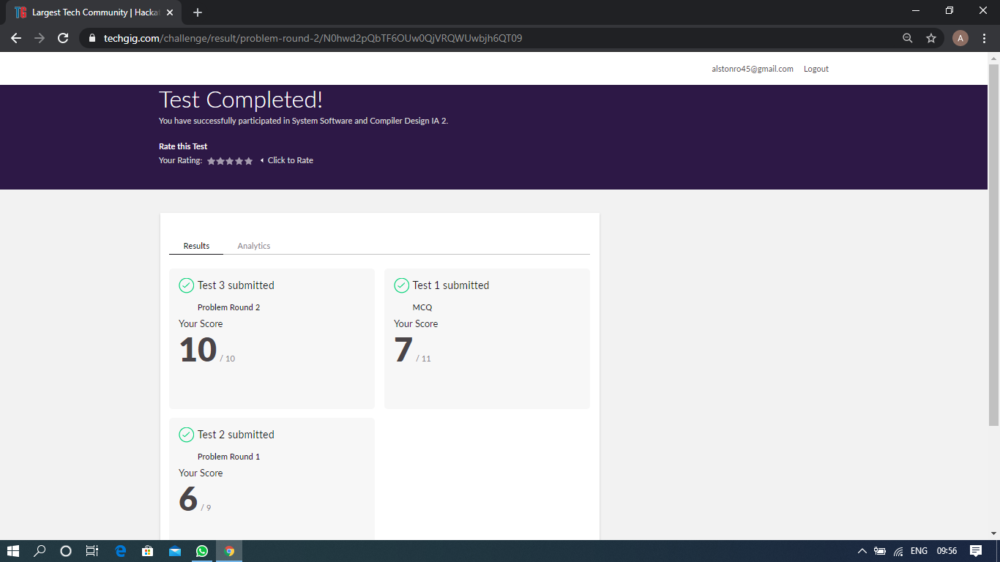 Largest Tech Community | Hacka
techgig.com/challenge/result/problem-round-2/N0hwd2pQbTF6OUw0QjVRQWUwbjh6QT09
A
alstonro45@gmail.com Logout
Test Completed!
You have successfully participated in System Software and Compiler Design IA 2.
Rate this Test
Your Rating: Click to Rate
Results Analytics
Test 3 submitted
Problem Round 2
Your Score
10 / 10
Test 1 submitted
MCQ
Your Score
7 / 11
Test 2 submitted
Problem Round 1
Your Score
6 / 9
ENG 09:56